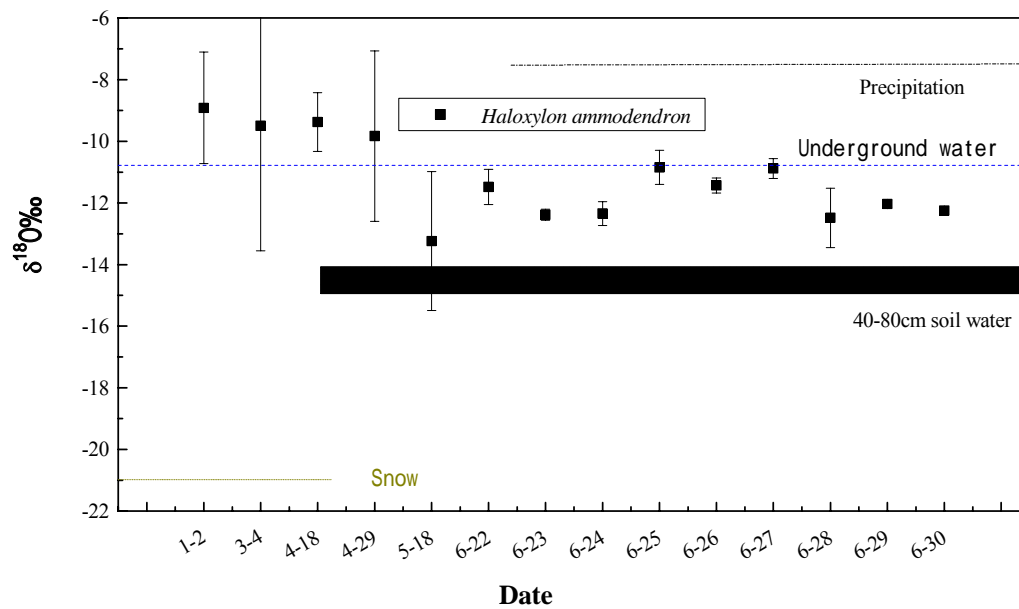 -6
-8
-10
-12
-14
-16
-20
-22
δ¹⁸O‰
Precipitation
Haloxylon ammodendron
Underground water
40-80cm soil water
Snow
1-2 3-4 4-18 4-29 5-18 6-22 6-23 6-24 6-25 6-26 6-27 6-28 6-29 6-30
Date